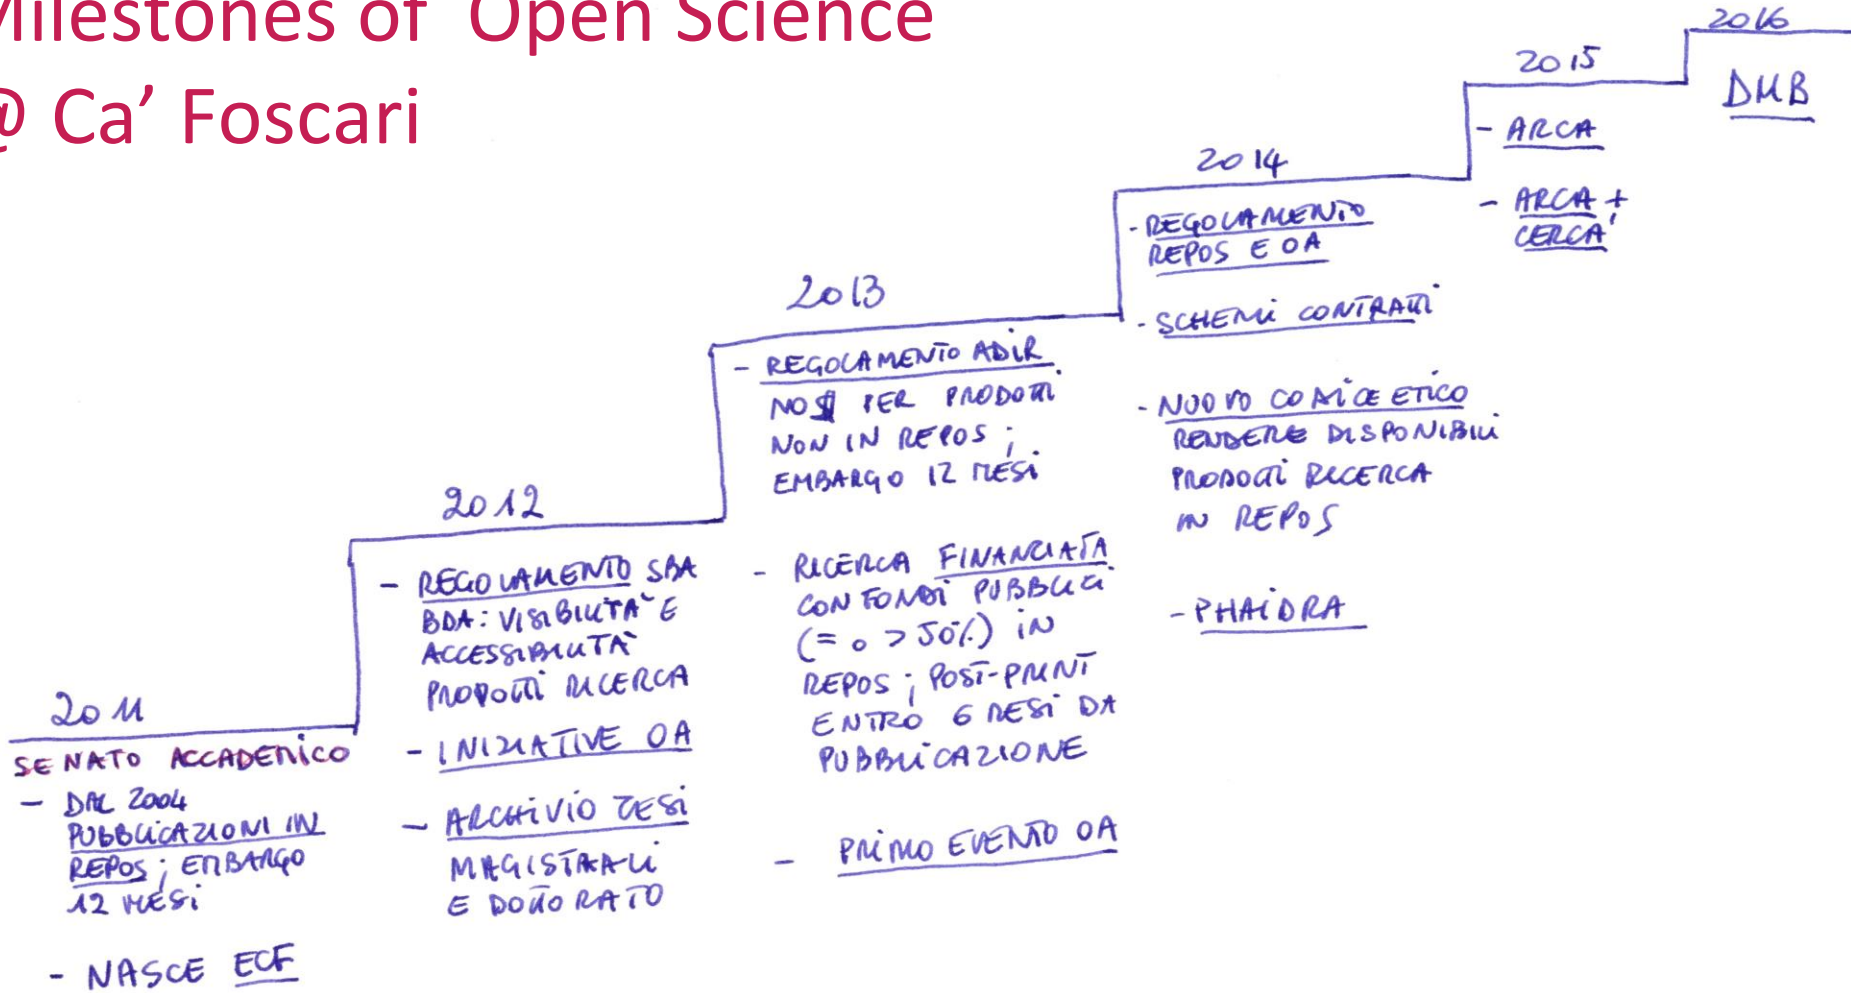 Milestones of Open Science
@ Ca' Foscari
2011
SENATO ACCADEMICO
- DAL 2004
PUBBLICAZIONI IN
REPOS; EMBARGO
12 MESI
- NASCE ECF
2012
- REGOLAMENTO SBA
BDA: VISIBILITÀ E
ACCESSIBILITÀ
PRODOTTI RICERCA
- INIZIATIVE OA
- ARCHIVIO TESI
MAGISTRALI
E DOTTORATO
2013
- REGOLAMENTO ADIR
NO $ PER PRODOTTI
NON IN REPOS;
EMBARGO 12 MESI
- RICERCA FINANZIATA
CON FONDI PUBBLICI
(= o > 50%) IN
REPOS; POST-PRINT
ENTRO 6 MESI DA
PUBBLICAZIONE
- PRIMO EVENTO OA
2014
- REGOLAMENTO
REPOS E OA
- SCHEMI CONTRATTI
- NUOVO CODICE ETICO
RENDERE DISPONIBILI
PRODOTTI RICERCA
IN REPOS
- PHAIDRA
2015
- ARCA
- ARCA +
CERCA'
2016
DMB